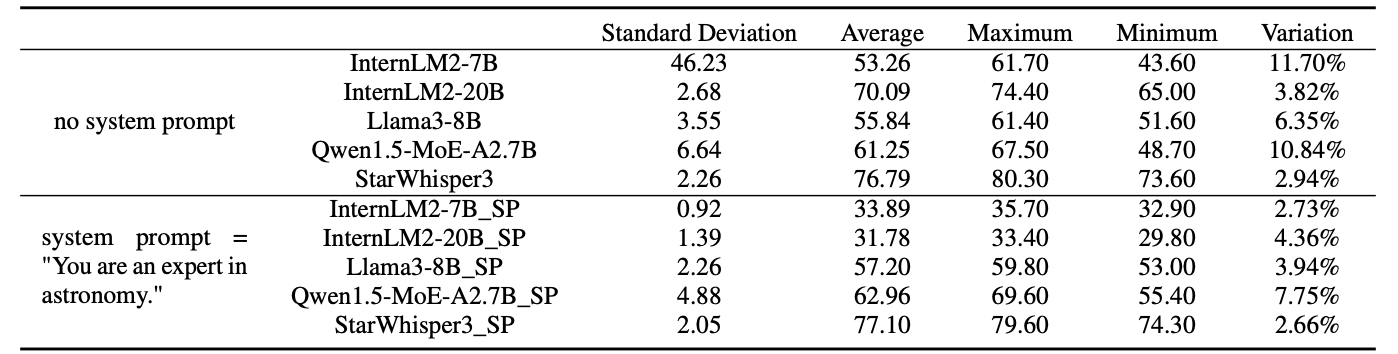 Standard Deviation Average Maximum Minimum Variation
InternLM2-7B 46.23 53.26 61.70 43.60 11.70%
InternLM2-20B 2.68 70.09 74.40 65.00 3.82%
no system prompt Llama3-8B 3.55 55.84 61.40 51.60 6.35%
Qwen1.5-MoE-A2.7B 6.64 61.25 67.50 48.70 10.84%
StarWhisper3 2.26 76.79 80.30 73.60 2.94%
InternLM2-7B_SP 0.92 33.89 35.70 32.90 2.73%
system prompt = InternLM2-20B_SP 1.39 31.78 33.40 29.80 4.36%
"You are an expert in Llama3-8B_SP 2.26 57.20 59.80 53.00 3.94%
astronomy." Qwen1.5-MoE-A2.7B_SP 4.88 62.96 69.60 55.40 7.75%
StarWhisper3_SP 2.05 77.10 79.60 74.30 2.66%